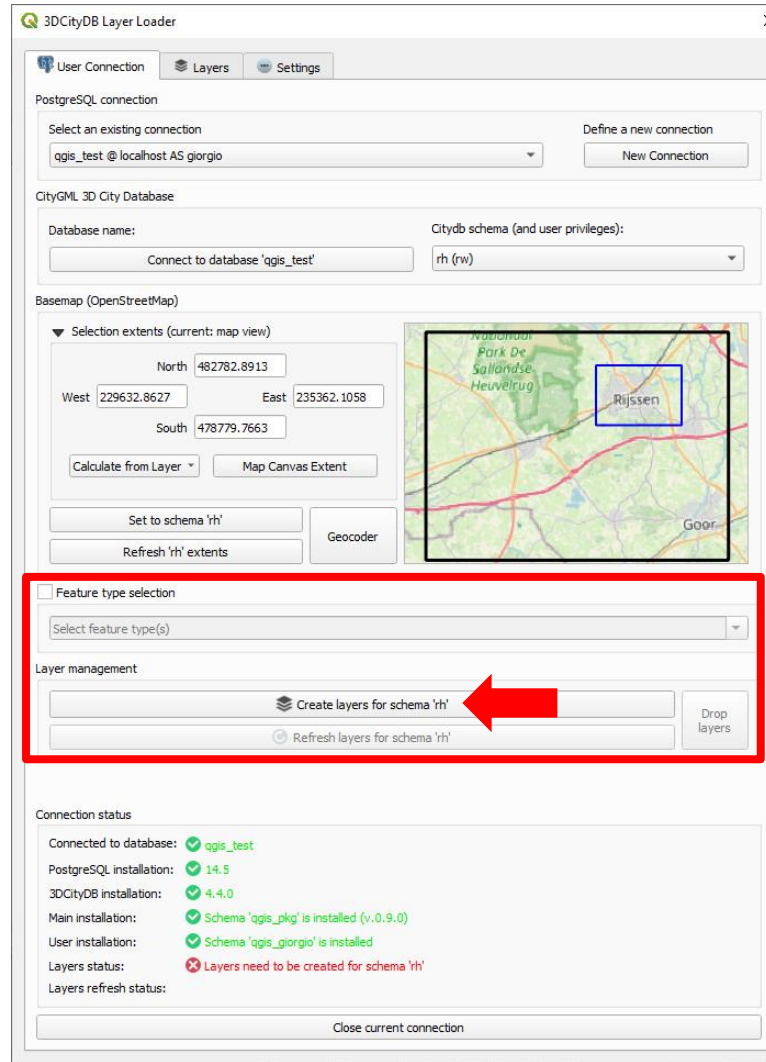 3DCityDB Layer Loader
User Connection
Layers
Settings
PostgreSQL connection
Select an existing connection
Define a new connection
qgis_test @ localhost AS giorgio
New Connection
CityGML 3D City Database
Database name:
Citydb schema (and user privileges):
Connect to database 'qgis_test'
rh (rw)
Basemap (OpenStreetMap)
Selection extents (current: map view)
North 482782.8913
West 229632.8627
East 235362.1058
South 478779.7663
Calculate from Layer
Map Canvas Extent
Set to schema 'rh'
Refresh 'rh' extents
Geocoder
Nationaal
Park De
Sallandse
Heuvelrug
Rijssen
Goor
Feature type selection
Select feature type(s)
Layer management
Create layers for schema 'rh'
Refresh layers for schema 'rh'
Drop
layers
Connection status
Connected to database: qgis_test
PostgreSQL installation: 14.5
3DCityDB installation: 4.4.0
Main installation: Schema 'qgis_pkg' is installed (v.0.9.0)
User installation: Schema 'qgis_giorgio' is installed
Layers status: Layers need to be created for schema 'rh'
Layers refresh status:
Close current connection